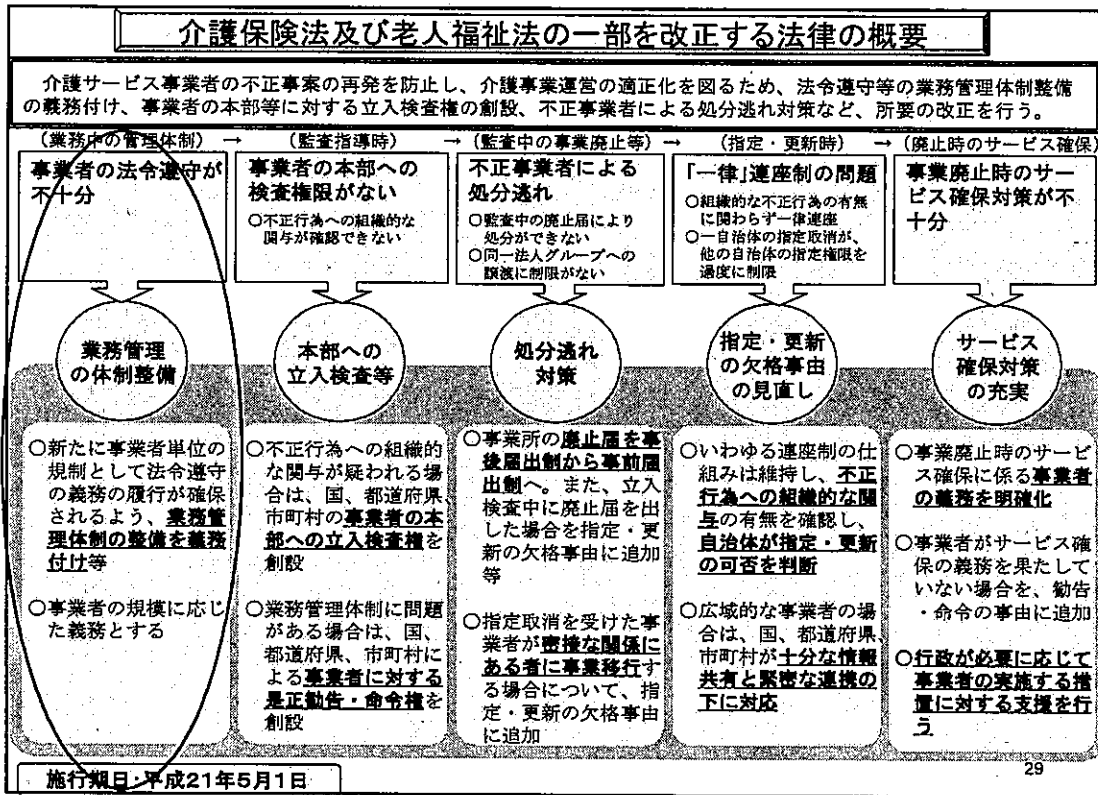 介護保険法及び老人福祉法の一部を改正する法律の概要
介護サービス事業者の不正事案の再発を防止し、介護事業運営の適正化を図るため、法令遵守等の業務管理体制整備
の義務付け、事業者の本部等に対する立入検査権の創設、不正事業者による処分逃れ対策など、所要の改正を行う。
(業務中の管理体制) → (監査指導時) → (監査中の事業廃止等) → (指定・更新時) → (廃止時のサービス確保)
事業者の法令遵守が
不十分
事業者の本部への
検査権限がない
○不正行為への組織的な
関与が確認できない
不正事業者による
処分逃れ
○監査中の廃止届により
処分ができない
○同一法人グループへの
譲渡に制限がない
「一律」連座制の問題
○組織的な不正行為の有無
に関わらず一律連座
○一自治体の指定取消が、
他の自治体の指定権限を
過度に制限
事業廃止時のサー
ビス確保対策が不
十分
業務管理
の体制整備
本部への
立入検査等
処分逃れ
対策
指定・更新
の欠格事由
の見直し
サービス
確保対策
の充実
○新たに事業者単位の
規制として法令遵守
の義務の履行が確保
されるよう、業務管
理体制の整備を義務
付け等
○事業者の規模に応じ
た義務とする
○不正行為への組織的
な関与が疑われる場
合は、国、都道府県、
市町村の事業者の本
部への立入検査権を
創設
○業務管理体制に問題
がある場合は、国、
都道府県、市町村に
よる事業者に対する
是正勧告・命令権を
創設
○事業所の廃止届を事
後届出制から事前届
出制へ。また、立入
検査中に廃止届を出
した場合を指定・更
新の欠格事由に追加
等
○指定取消を受けた事
業者が密接な関係に
ある者に事業移行す
る場合について、指
定・更新の欠格事由
に追加
○いわゆる連座制の仕
組みは維持し、不正
行為への組織的な関
与の有無を確認し、
自治体が指定・更新
の可否を判断
○広域的な事業者の場
合は、国、都道府県、
市町村が十分な情報
共有と緊密な連携の
下に対応
○事業廃止時のサービ
ス確保に係る事業者
の義務を明確化
○事業者がサービス確
保の義務を果たして
いない場合を、勧告
・命令の事由に追加
○行政が必要に応じて
事業者の実施する措
置に対する支援を行
う
施行期日:平成21年5月1日
29